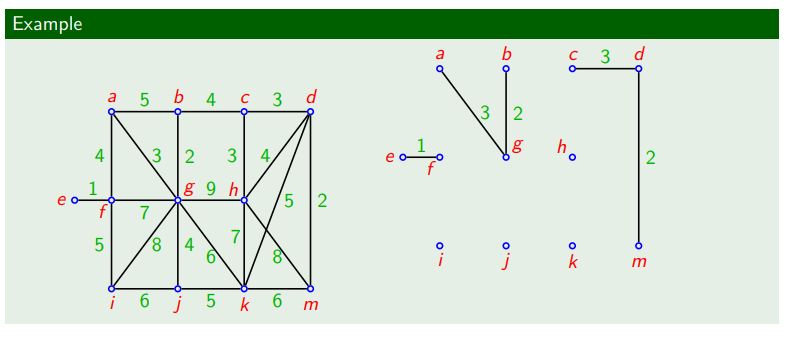 Example
a b
c 3 d
a 5 b 4 c 3 d
3 2
g
4 3 2 3 4
e 1 f
h
2
e 1 f 7 g 9 h
5 2
5 8 4 6 7 8
i j k m
i 6 j 5 k 6 m